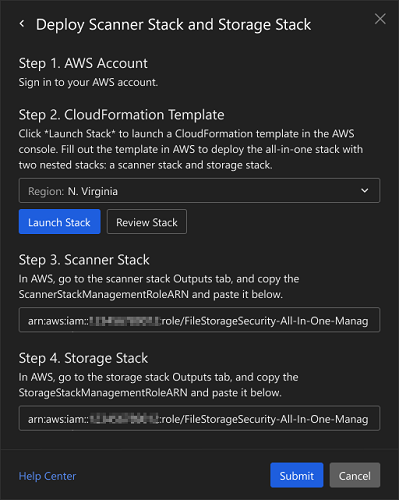 Deploy Scanner Stack and Storage Stack
Step 1. AWS Account
Sign in to your AWS account.
Step 2. CloudFormation Template
Click *Launch Stack* to launch a CloudFormation template in the AWS
console. Fill out the template in AWS to deploy the all-in-one stack with
two nested stacks: a scanner stack and storage stack.
Region: N. Virginia
Launch Stack Review Stack
Step 3. Scanner Stack
In AWS, go to the scanner stack Outputs tab, and copy the
ScannerStackManagementRoleARN and paste it below.
arn:aws:iam:: :role/FileStorageSecurity-All-In-One-Manag
Step 4. Storage Stack
In AWS, go to the storage stack Outputs tab, and copy the
StorageStackManagementRoleARN and paste it below.
arn:aws:iam:: :role/FileStorageSecurity-All-In-One-Manag
Help Center Submit Cancel